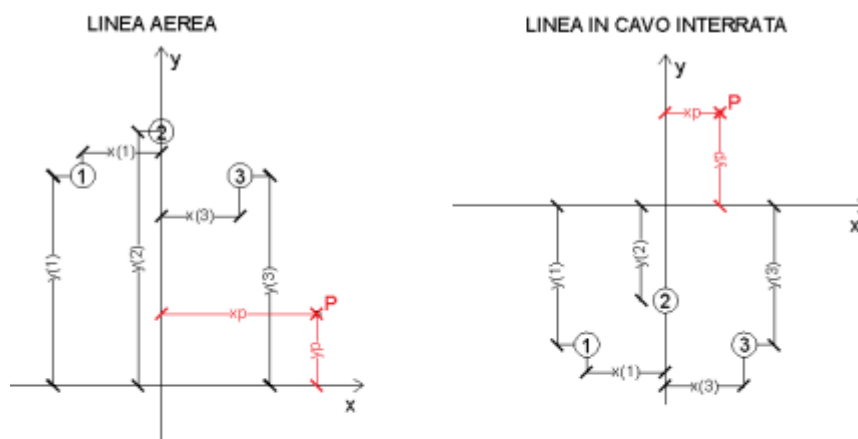 LINEA AEREA
y
2
x(1)
1
3
x(3)
y(1)
y(2)
y(3)
P
xp
yp
x
LINEA IN CAVO INTERRATA
y
P
xp
yp
x
y(1)
y(2)
y(3)
2
1
3
x(1)
x(3)